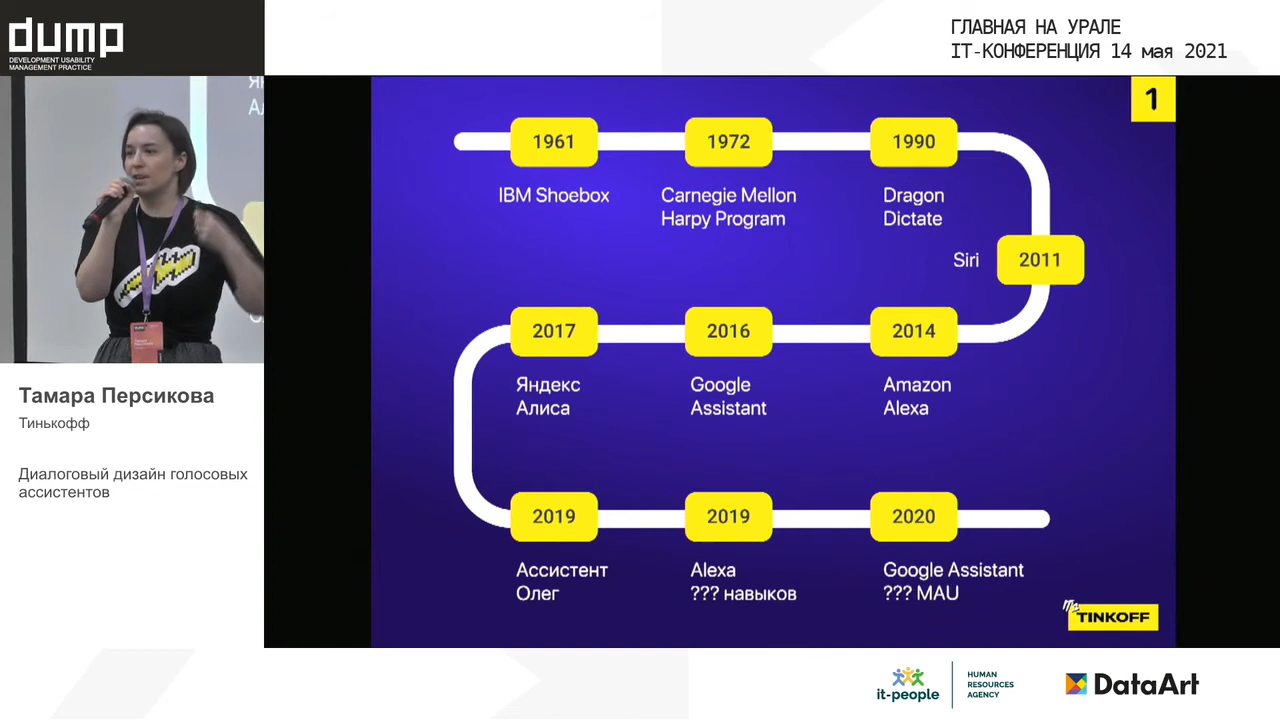 dump
DEVELOPMENT USABILITY
MANAGEMENT PRACTICE
ГЛАВНАЯ НА УРАЛЕ
IT-КОНФЕРЕНЦИЯ 14 мая 2021
Тамара Персикова
Тинькофф
Диалоговый дизайн голосовых
ассистентов
1
1961
1972
1990
IBM Shoebox
Carnegie Mellon
Harpy Program
Dragon
Dictate
Siri
2011
2017
2016
2014
Яндекс
Алиса
Google
Assistant
Amazon
Alexa
2019
2019
2020
Ассистент
Олег
Alexa
??? навыков
Google Assistant
??? MAU
TINKOFF
it-people
HUMAN
RESOURCES
AGENCY
DataArt